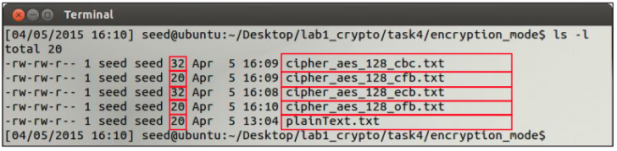 Terminal
[04/05/2015 16:10] seed@ubuntu:~/Desktop/lab1_crypto/task4/encryption_mode$ ls -l
total 20
-rw-rw-r-- 1 seed seed 32 Apr  5 16:09 cipher_aes_128_cbc.txt
-rw-rw-r-- 1 seed seed 20 Apr  5 16:09 cipher_aes_128_cfb.txt
-rw-rw-r-- 1 seed seed 32 Apr  5 16:08 cipher_aes_128_ecb.txt
-rw-rw-r-- 1 seed seed 20 Apr  5 16:10 cipher_aes_128_ofb.txt
-rw-rw-r-- 1 seed seed 20 Apr  5 13:04 plainText.txt
[04/05/2015 16:10] seed@ubuntu:~/Desktop/lab1_crypto/task4/encryption_mode$